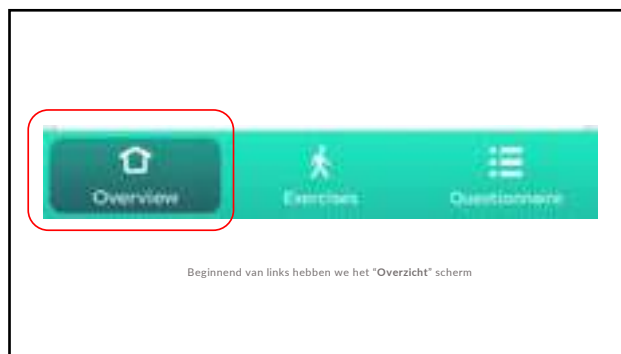 Overview
Exercises
Questionnaire
Beginnend van links hebben we het “Overzicht” scherm